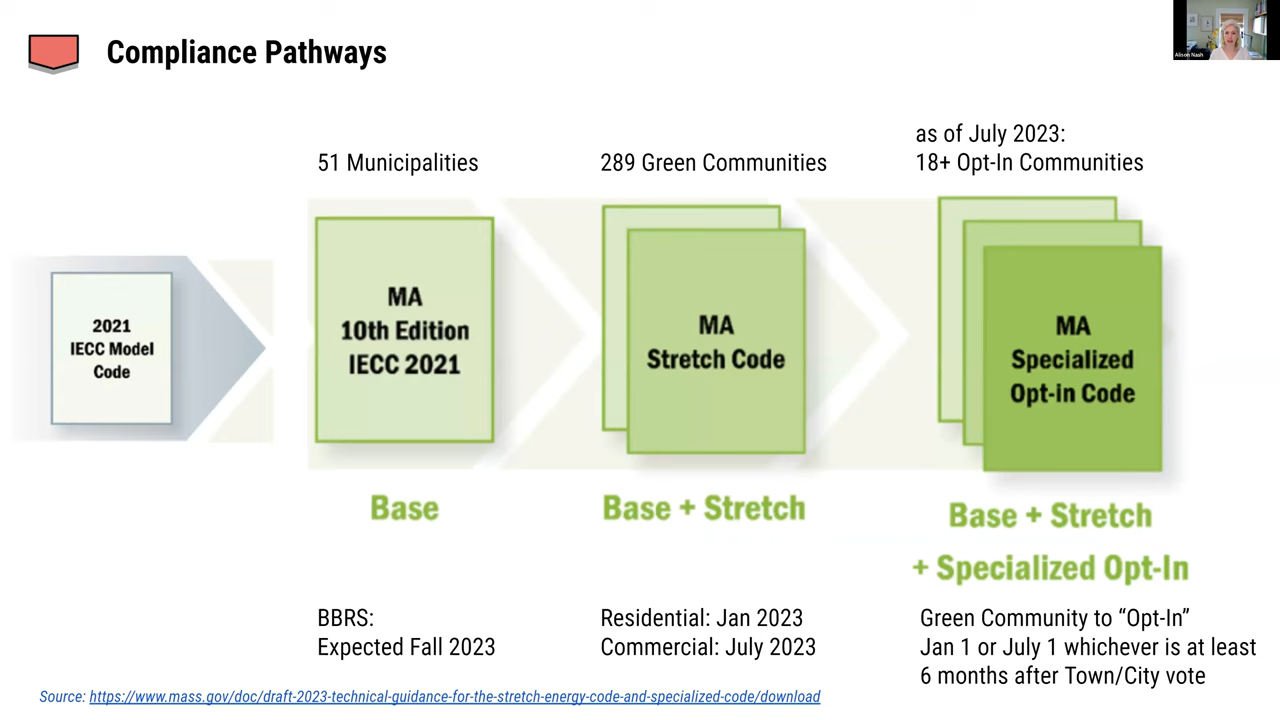 Compliance Pathways
Alison Nash
51 Municipalities
289 Green Communities
as of July 2023:
18+ Opt-In Communities
2021
IECC Model
Code
MA
10th Edition
IECC 2021
MA
Stretch Code
MA
Specialized
Opt-in Code
Base
Base + Stretch
Base + Stretch
+ Specialized Opt-In
BBRS:
Expected Fall 2023
Residential: Jan 2023
Commercial: July 2023
Green Community to “Opt-In”
Jan 1 or July 1 whichever is at least
6 months after Town/City vote
Source: https://www.mass.gov/doc/draft-2023-technical-guidance-for-the-stretch-energy-code-and-specialized-code/download